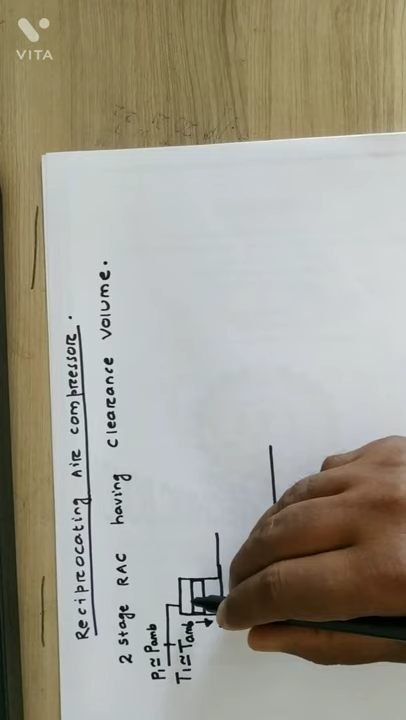 VITA
Reciprocating Air compressor.
2 stage RAC having clearance volume.
P1≃Pamb
T1≃Tamb